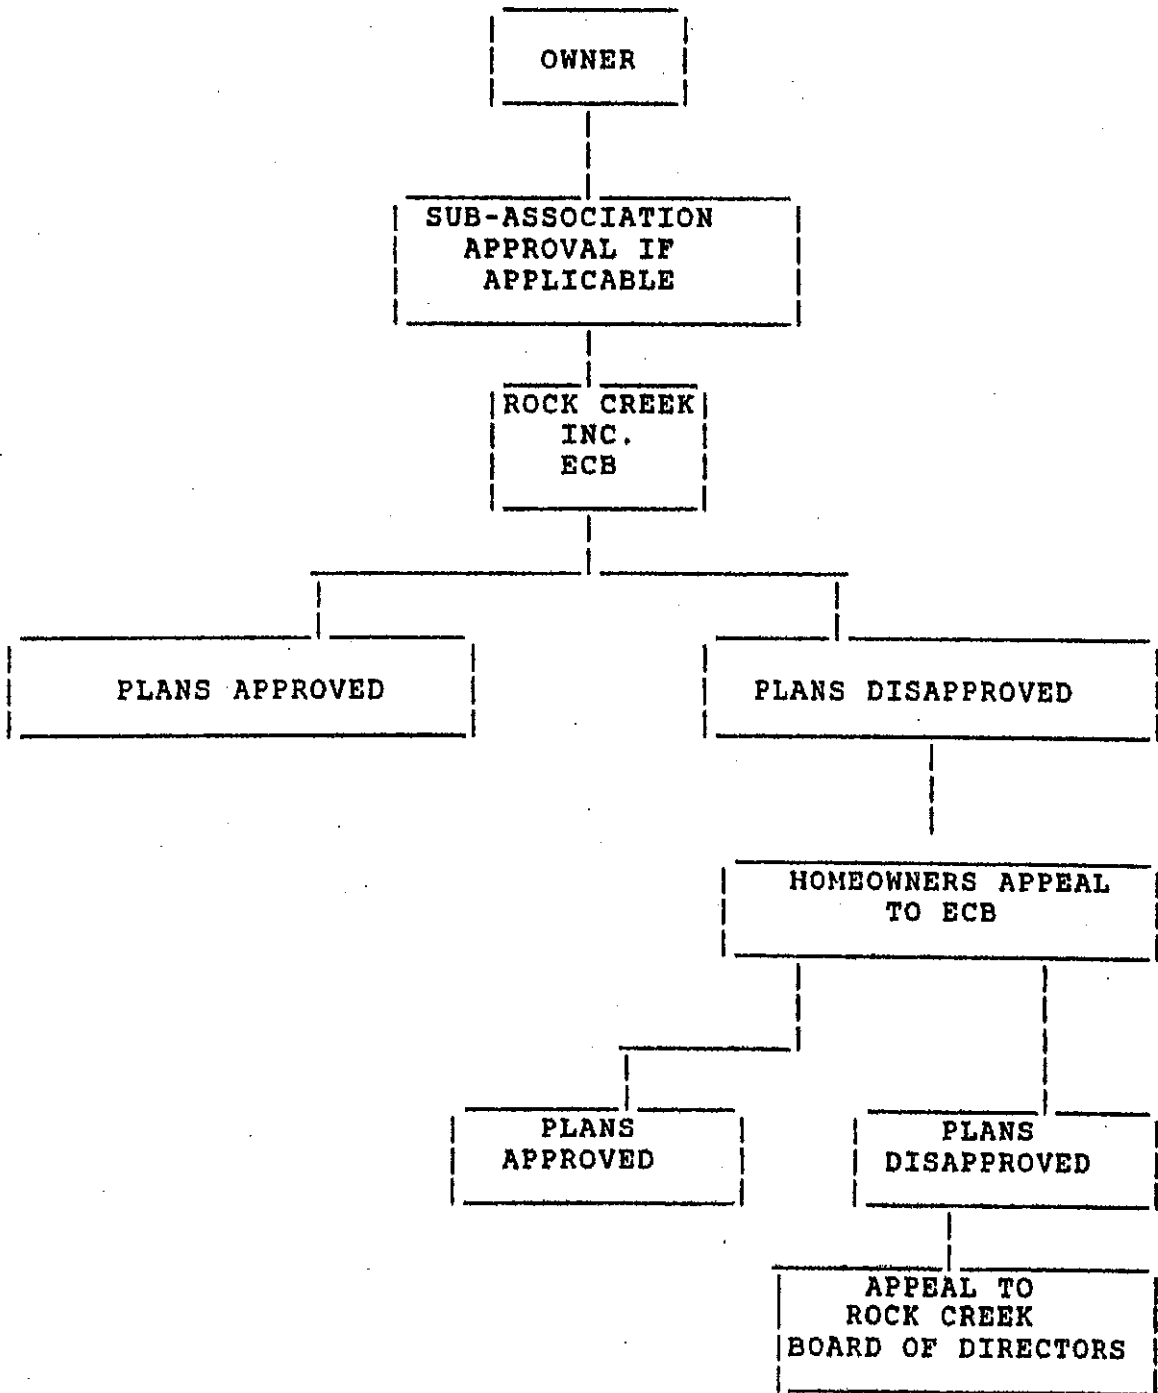 OWNER
SUB-ASSOCIATION
APPROVAL IF
APPLICABLE
ROCK CREEK
INC.
ECB
PLANS APPROVED
PLANS DISAPPROVED
HOMEOWNERS APPEAL
TO ECB
PLANS
APPROVED
PLANS
DISAPPROVED
APPEAL TO
ROCK CREEK
BOARD OF DIRECTORS